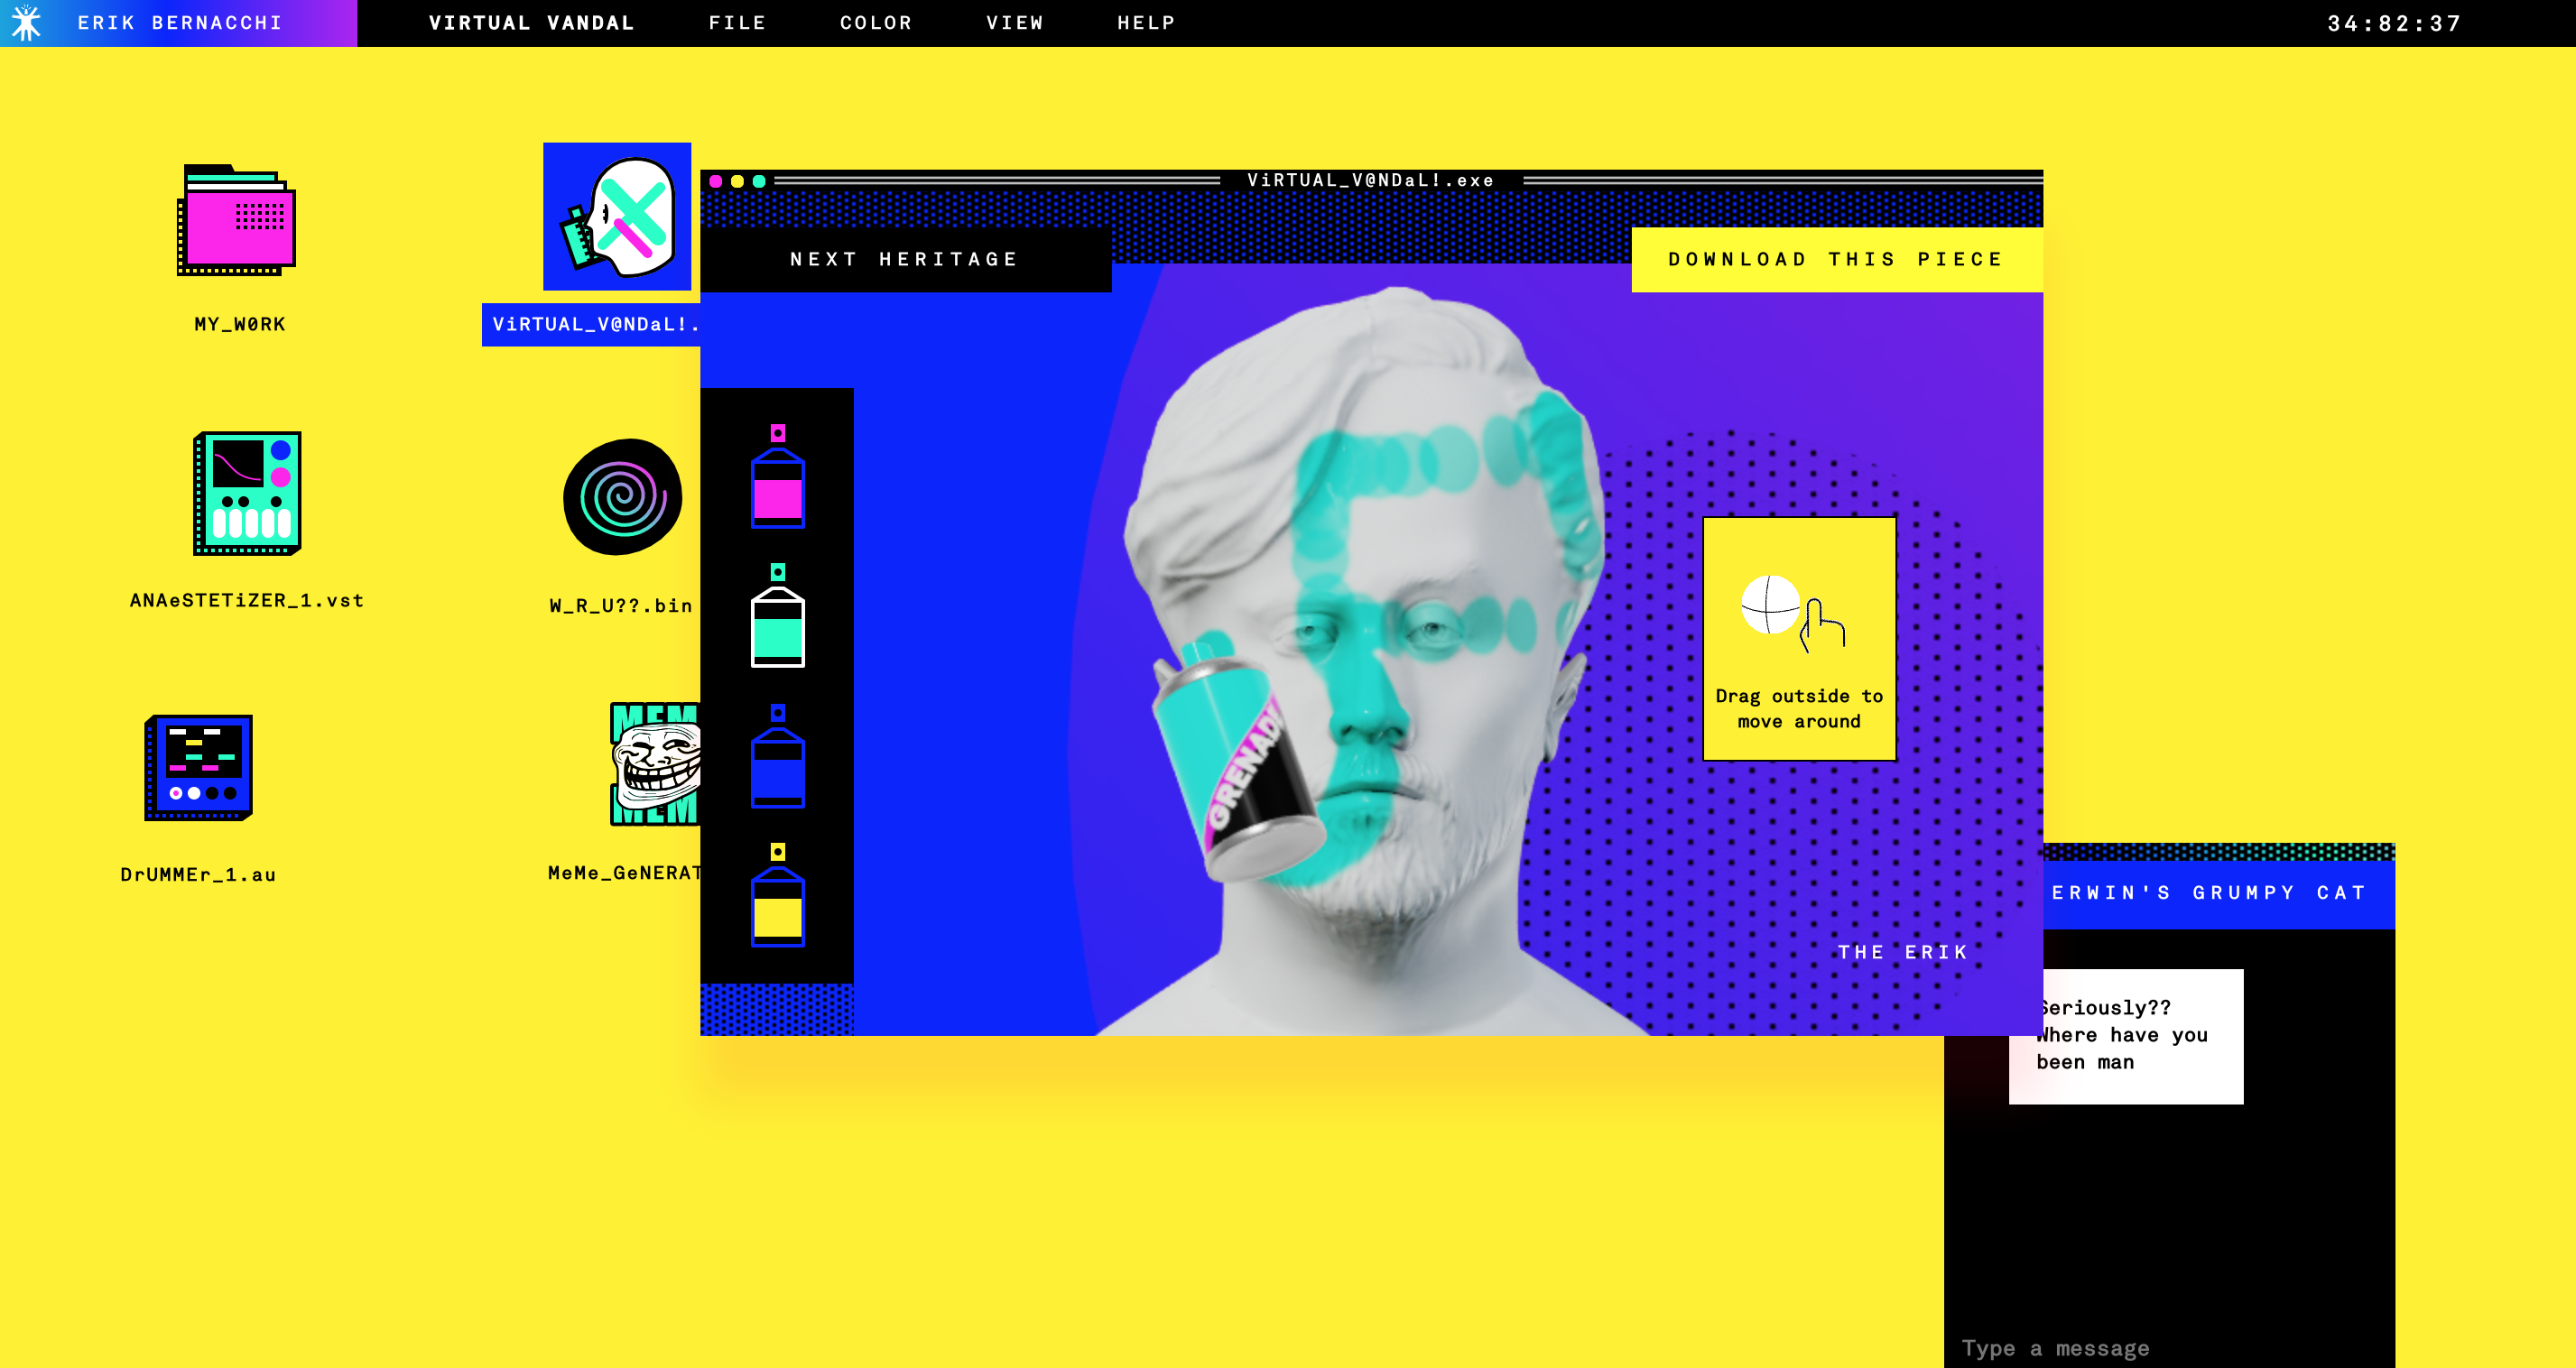 ERIK BERNACCHI
VIRTUAL VANDAL
FILE
COLOR
VIEW
HELP
34:82:37
ViRTUAL_V@NDaL!.exe
NEXT HERITAGE
DOWNLOAD THIS PIECE
MY_W0RK
ViRTUAL_V@NDaL!.
ANAeSTETiZER_1.vst
W_R_U??.bin
MEM
MEM
DrUMMEr_1.au
MeMe_GeNERAT
GRENADE
Drag outside to
move around
THE ERIK
ERWIN'S GRUMPY CAT
Seriously??
Where have you
been man
Type a message